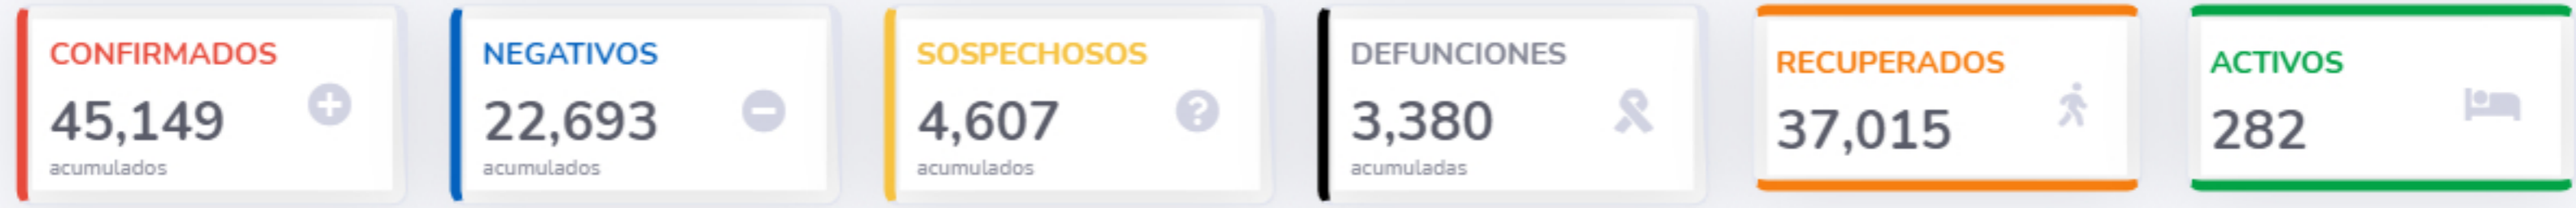 CONFIRMADOS
45,149
acumulados
NEGATIVOS
22,693
acumulados
SOSPECHOSOS
4,607
acumulados
DEFUNCIONES
3,380
acumuladas
RECUPERADOS
37,015
ACTIVOS
282